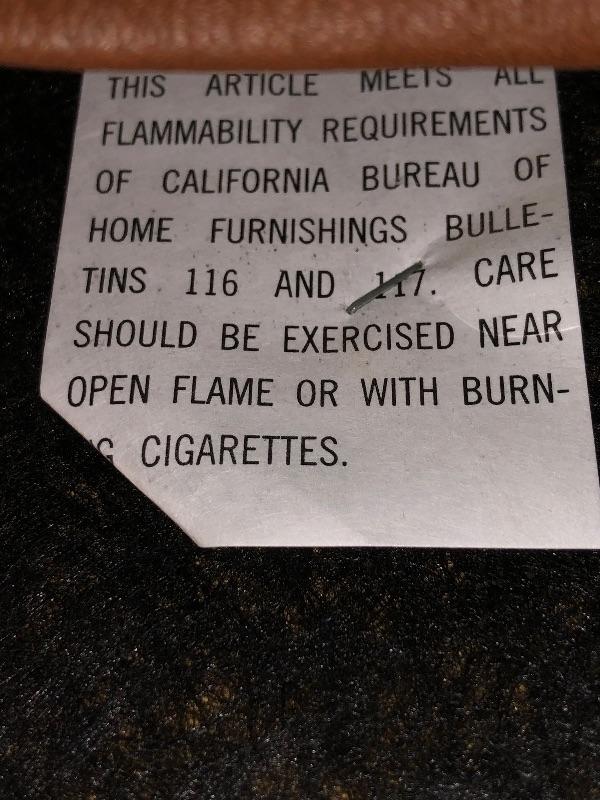 THIS ARTICLE MEETS ALL
FLAMMABILITY REQUIREMENTS
OF CALIFORNIA BUREAU OF
HOME FURNISHINGS BULLE-
TINS 116 AND 117. CARE
SHOULD BE EXERCISED NEAR
OPEN FLAME OR WITH BURN-
G CIGARETTES.